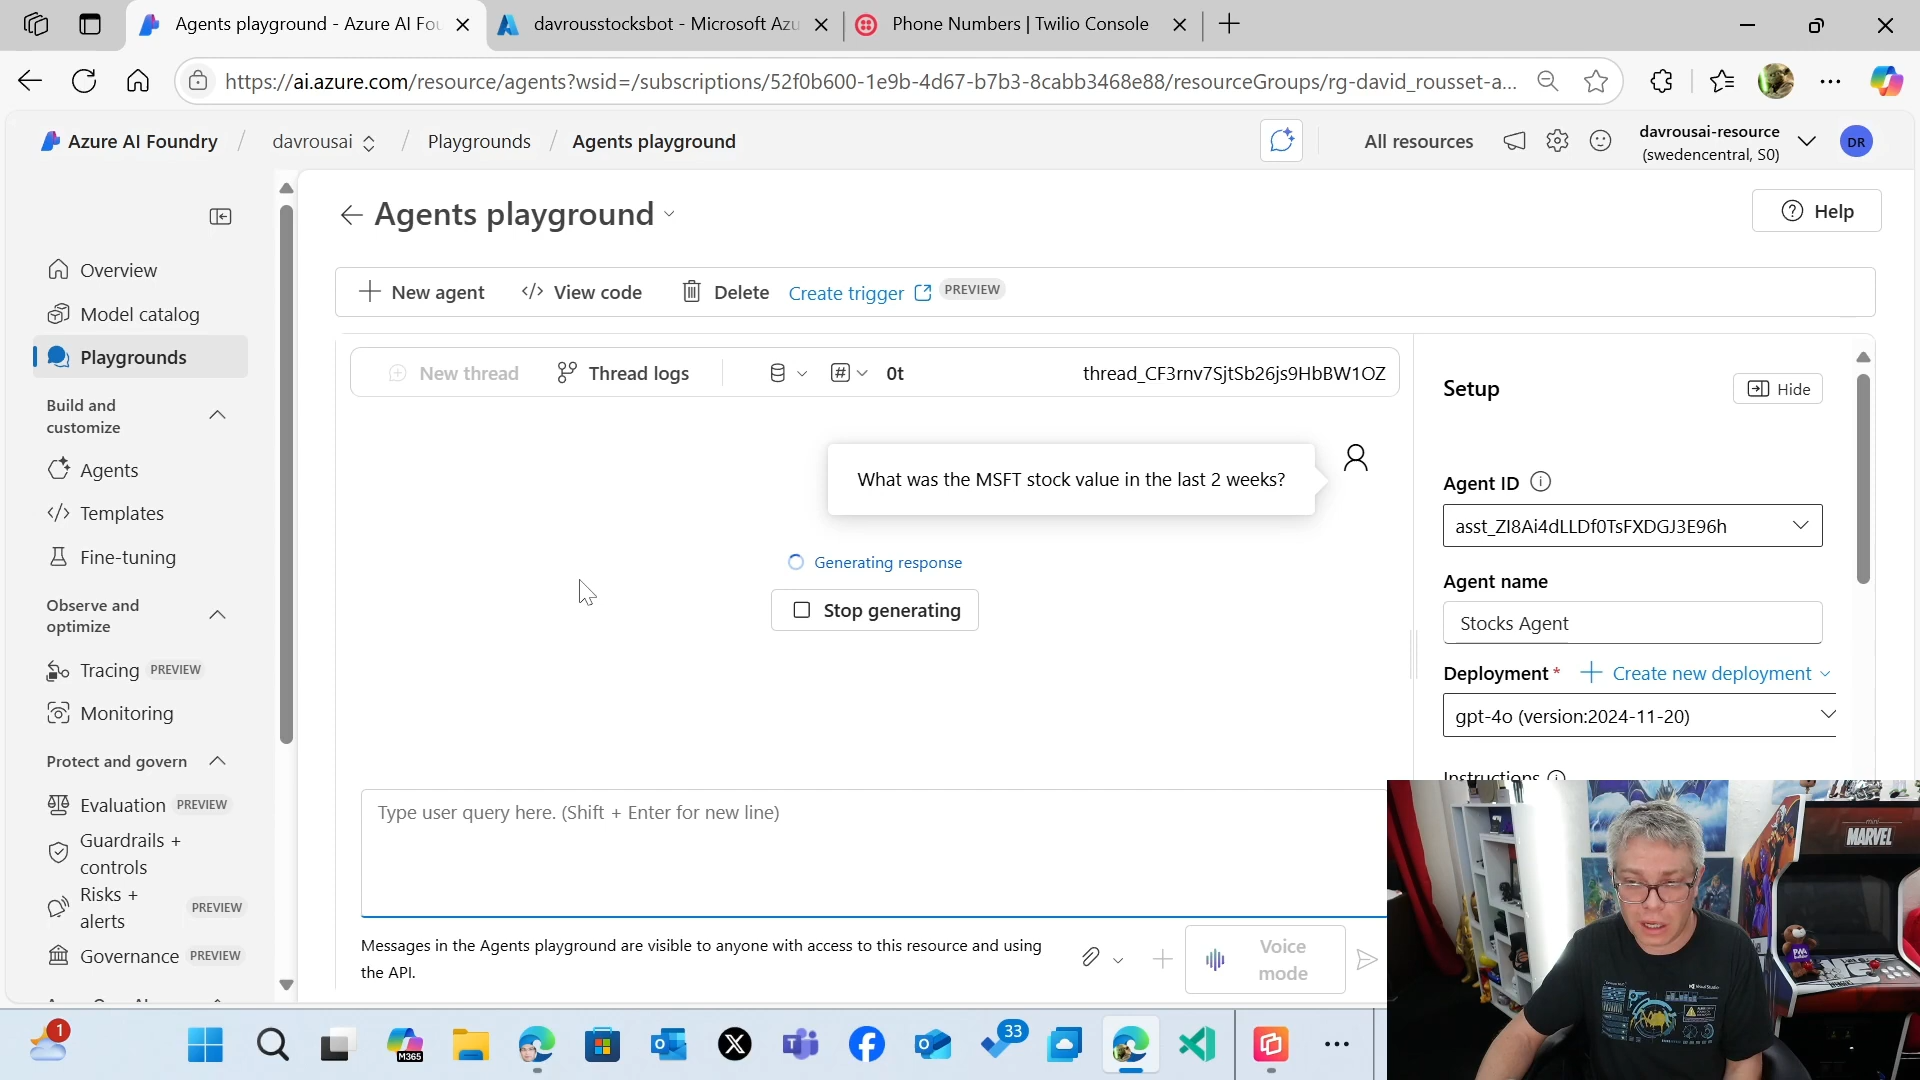 Agents playground - Azure AI Fou
davrousstocksbot - Microsoft Azu
Phone Numbers | Twilio Console
https://ai.azure.com/resource/agents?wsid=/subscriptions/52f0b600-1e9b-4d67-b7b3-8cabb3468e88/resourceGroups/rg-david_rousset-a...
Azure AI Foundry / davrousai / Playgrounds / Agents playground
All resources
davrousai-resource
(swedencentral, S0)
DR
Agents playground
Help
Overview
Model catalog
Playgrounds
Build and
customize
Agents
Templates
Fine-tuning
Observe and
optimize
Tracing PREVIEW
Monitoring
Protect and govern
Evaluation PREVIEW
Guardrails +
controls
Risks +
alerts PREVIEW
Governance PREVIEW
New agent
View code
Delete
Create trigger PREVIEW
New thread
Thread logs
0t
thread_CF3rnv7SjtSb26js9HbBW1OZ
What was the MSFT stock value in the last 2 weeks?
Generating response
Stop generating
Type user query here. (Shift + Enter for new line)
Messages in the Agents playground are visible to anyone with access to this resource and using
the API.
Voice
mode
Setup
Hide
Agent ID
asst_ZI8Ai4dLLDf0TsFXDGJ3E96h
Agent name
Stocks Agent
Deployment *
Create new deployment
gpt-4o (version:2024-11-20)
Instructions
mini
MARVEL
Visual Studio
1
M365
33